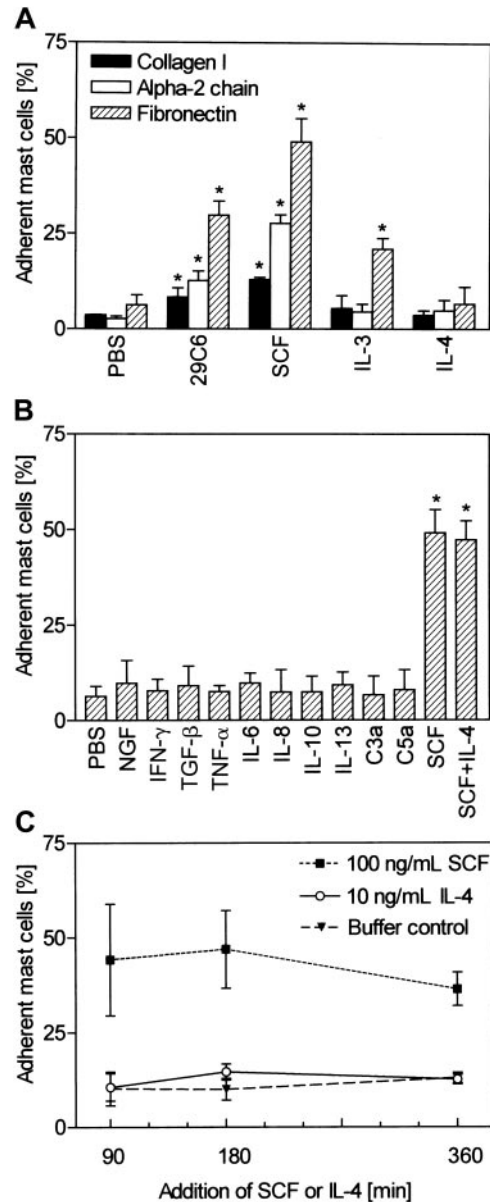 A
75
Collagen I
Alpha-2 chain
Fibronectin
50
25
0
Adherent mast cells [%]
* * * * * *
*
PBS
29C6
SCF
IL-3
IL-4
B
75
50
25
0
Adherent mast cells [%]
* *
PBS
NGF
IFN-γ
TGF-β
TNF-α
IL-6
IL-8
IL-10
IL-13
C3a
C5a
SCF
SCF+IL-4
C
75
100 ng/mL SCF
10 ng/mL IL-4
Buffer control
50
25
0
Adherent mast cells [%]
90 180 360
Addition of SCF or IL-4 [min]